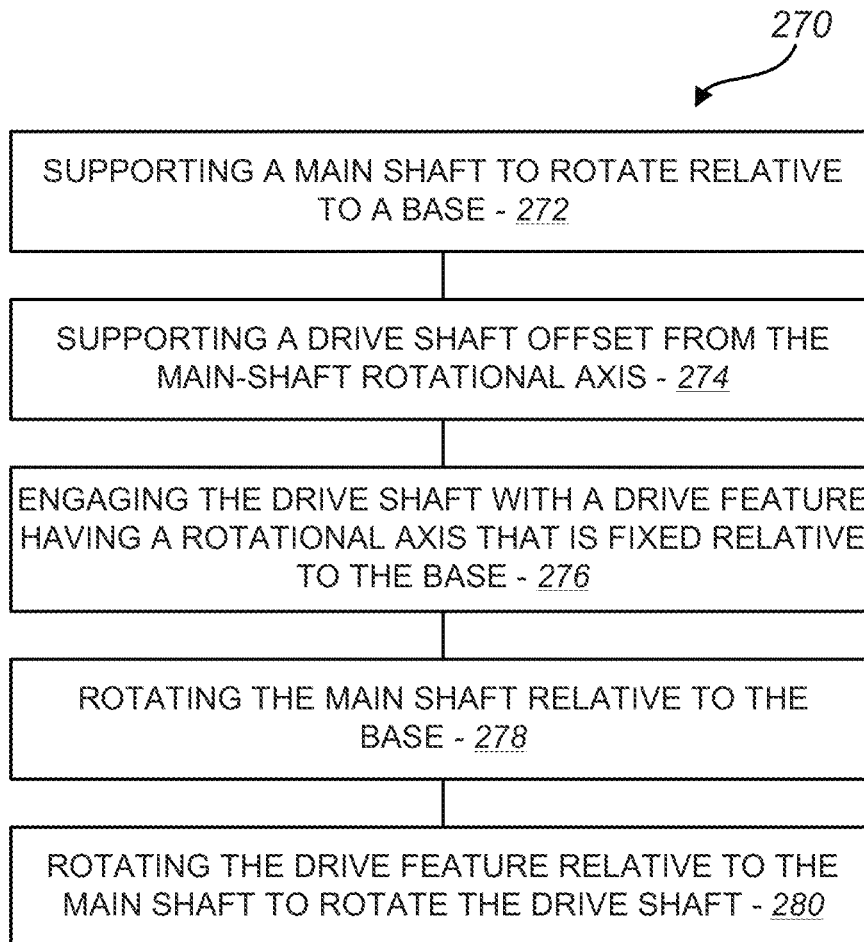 270
SUPPORTING A MAIN SHAFT TO ROTATE RELATIVE
TO A BASE - 272
SUPPORTING A DRIVE SHAFT OFFSET FROM THE
MAIN-SHAFT ROTATIONAL AXIS - 274
ENGAGING THE DRIVE SHAFT WITH A DRIVE FEATURE
HAVING A ROTATIONAL AXIS THAT IS FIXED RELATIVE
TO THE BASE - 276
ROTATING THE MAIN SHAFT RELATIVE TO THE
BASE - 278
ROTATING THE DRIVE FEATURE RELATIVE TO THE
MAIN SHAFT TO ROTATE THE DRIVE SHAFT - 280